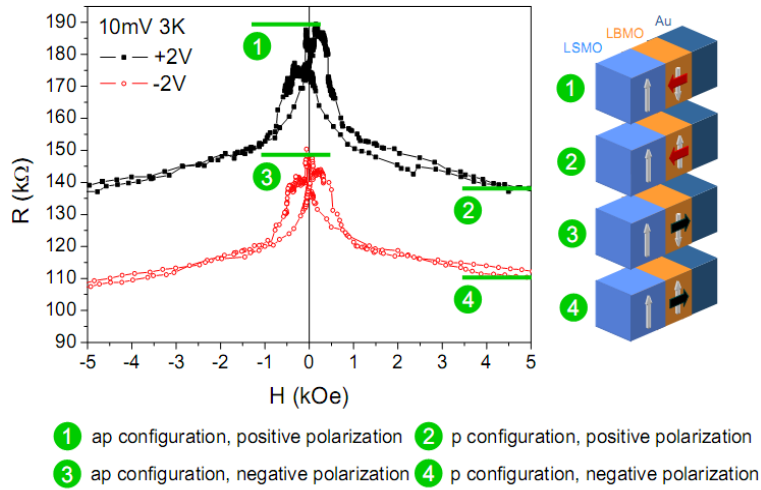 10mV 3K
+2V
-2V
R (kΩ)
190
180
170
160
150
140
130
120
110
100
90
-5 -4 -3 -2 -1 0 1 2 3 4 5
H (kOe)
1
2
3
4
Au
LBMO
LSMO
1
2
3
4
1 ap configuration, positive polarization 2 p configuration, positive polarization
3 ap configuration, negative polarization 4 p configuration, negative polarization